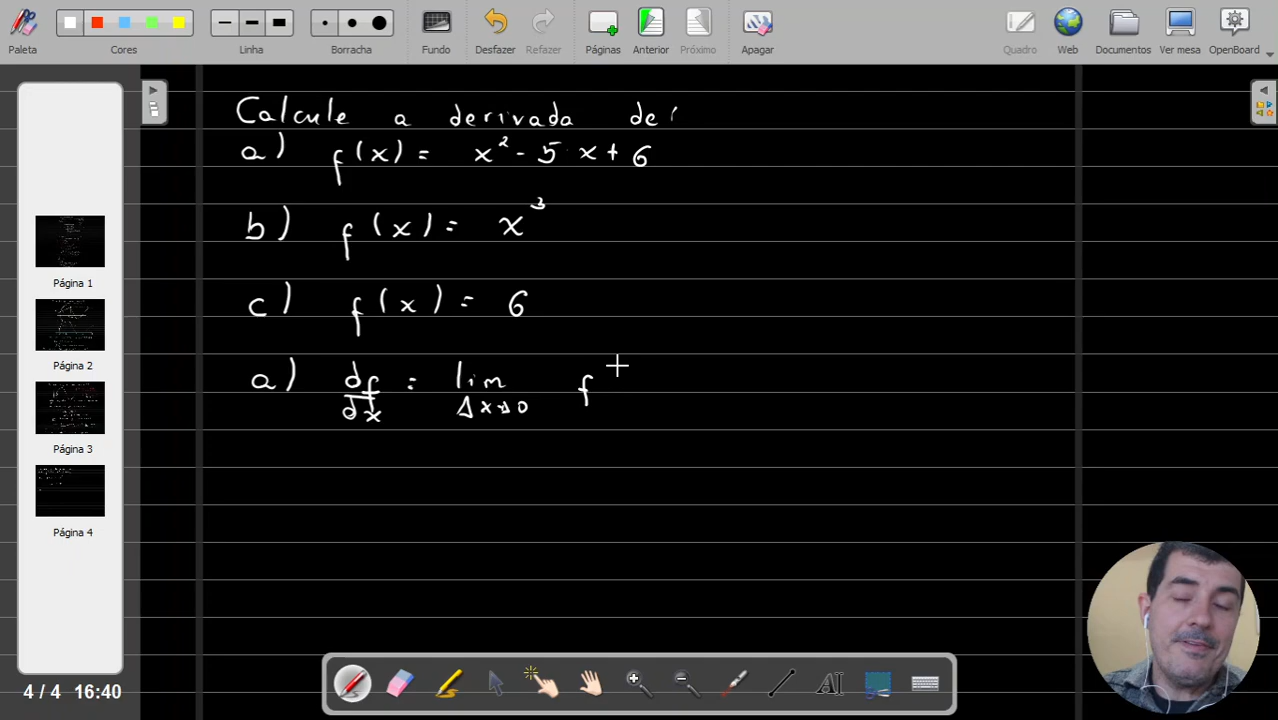 Paleta Cores Linha Borracha Fundo Desfazer Refazer Páginas Anterior Próximo Apagar Quadro Web Documentos Ver mesa OpenBoard
Calcule a derivada de:
a) f(x) = x² - 5·x + 6
b) f(x) = x³
c) f(x) = 6
a) df/dx = lim Δx→0 f
Página 1
Página 2
Página 3
Página 4
4 / 4 16:40